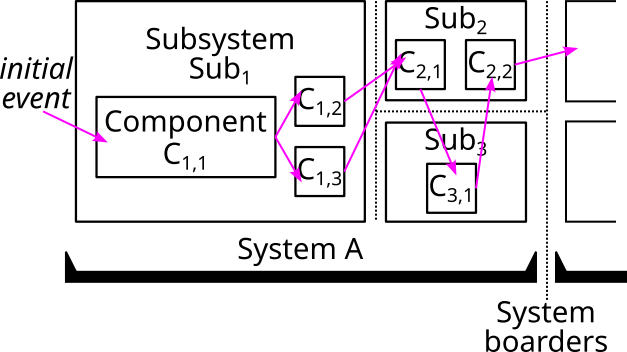 Subsystem
Sub1
initial
event
Component
C1,1
C1,2
C1,3
Sub2
C2,1
C2,2
Sub3
C3,1
System A
System
boarders